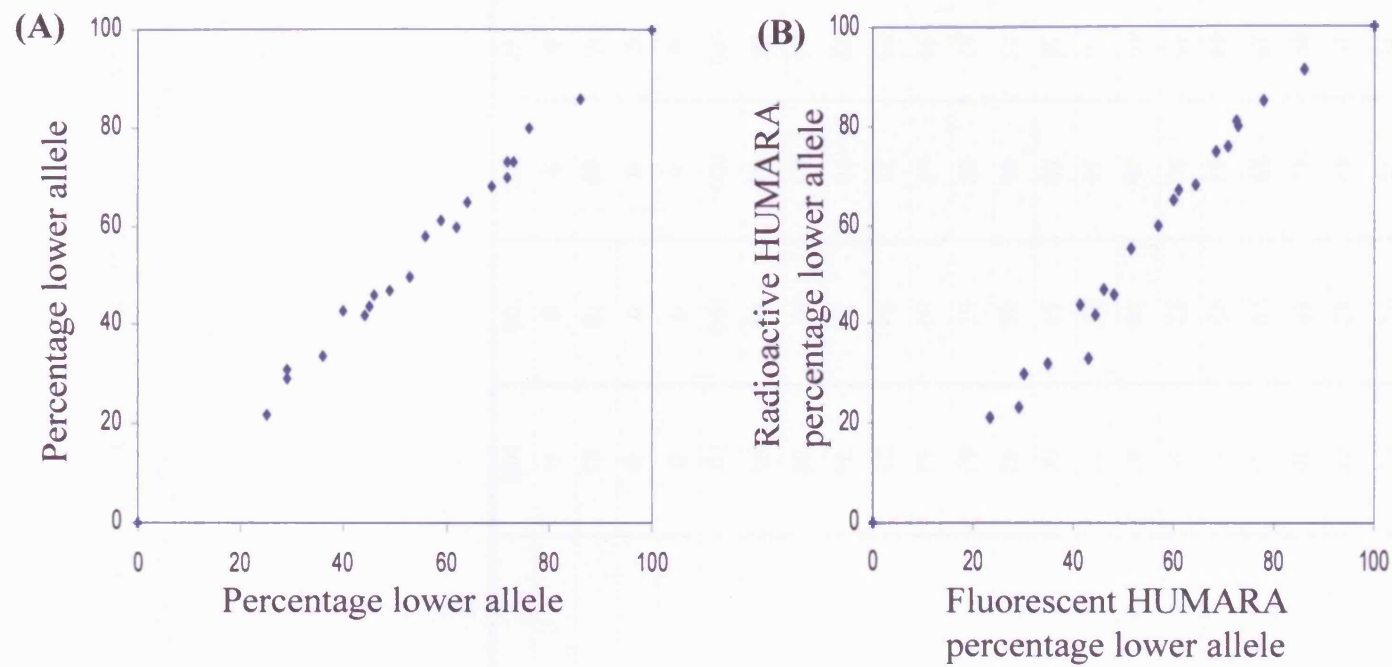 (A)
100
80
60
40
20
0
Percentage lower allele
0 20 40 60 80 100
Percentage lower allele
(B)
100
80
60
40
20
0
Radioactive HUMARA
percentage lower allele
0 20 40 60 80 100
Fluorescent HUMARA
percentage lower allele